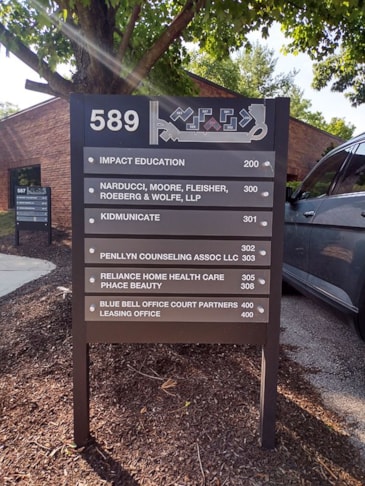 589
IMPACT EDUCATION 200
NARDUCCI, MOORE, FLEISHER, 300
ROEBERG & WOLFE, LLP
KIDMUNICATE 301
302
PENLLYN COUNSELING ASSOC LLC 303
RELIANCE HOME HEALTH CARE 305
PHACE BEAUTY 308
BLUE BELL OFFICE COURT PARTNERS 400
LEASING OFFICE 400